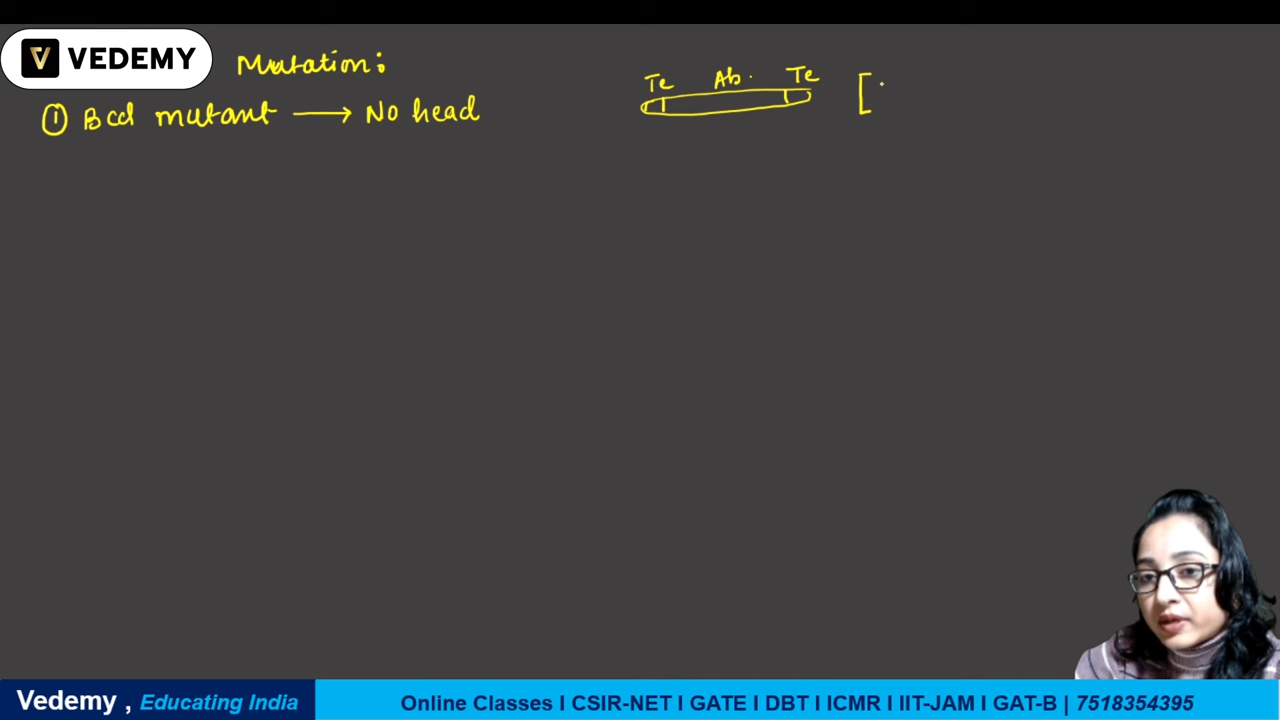 VEDEMY
Mutation:
Te Ab. Te [
① Bcd mutant ⟶ No head
Vedemy , Educating India
Online Classes I CSIR-NET I GATE I DBT I ICMR I IIT-JAM I GAT-B | 7518354395